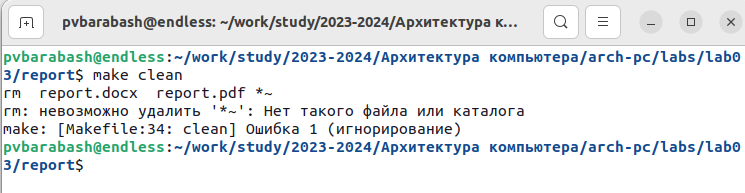 pvbarabash@endless: ~/work/study/2023-2024/Архитектура к...
pvbarabash@endless:~/work/study/2023-2024/Архитектура компьютера/arch-pc/labs/lab0
3/report$ make clean
rm  report.docx  report.pdf *~
rm: невозможно удалить '*~': Нет такого файла или каталога
make: [Makefile:34: clean] Ошибка 1 (игнорирование)
pvbarabash@endless:~/work/study/2023-2024/Архитектура компьютера/arch-pc/labs/lab0
3/report$